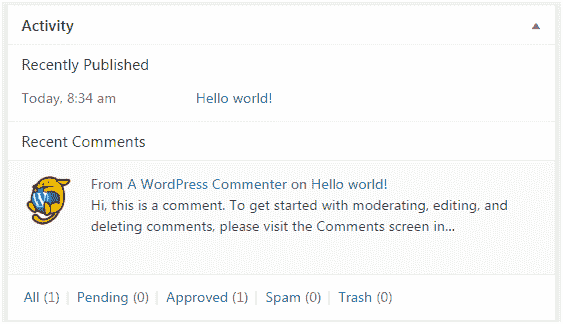 Activity
Recently Published
Today, 8:34 am Hello world!
Recent Comments
From A WordPress Commenter on Hello world!
Hi, this is a comment. To get started with moderating, editing, and
deleting comments, please visit the Comments screen in...
All (1) | Pending (0) | Approved (1) | Spam (0) | Trash (0)